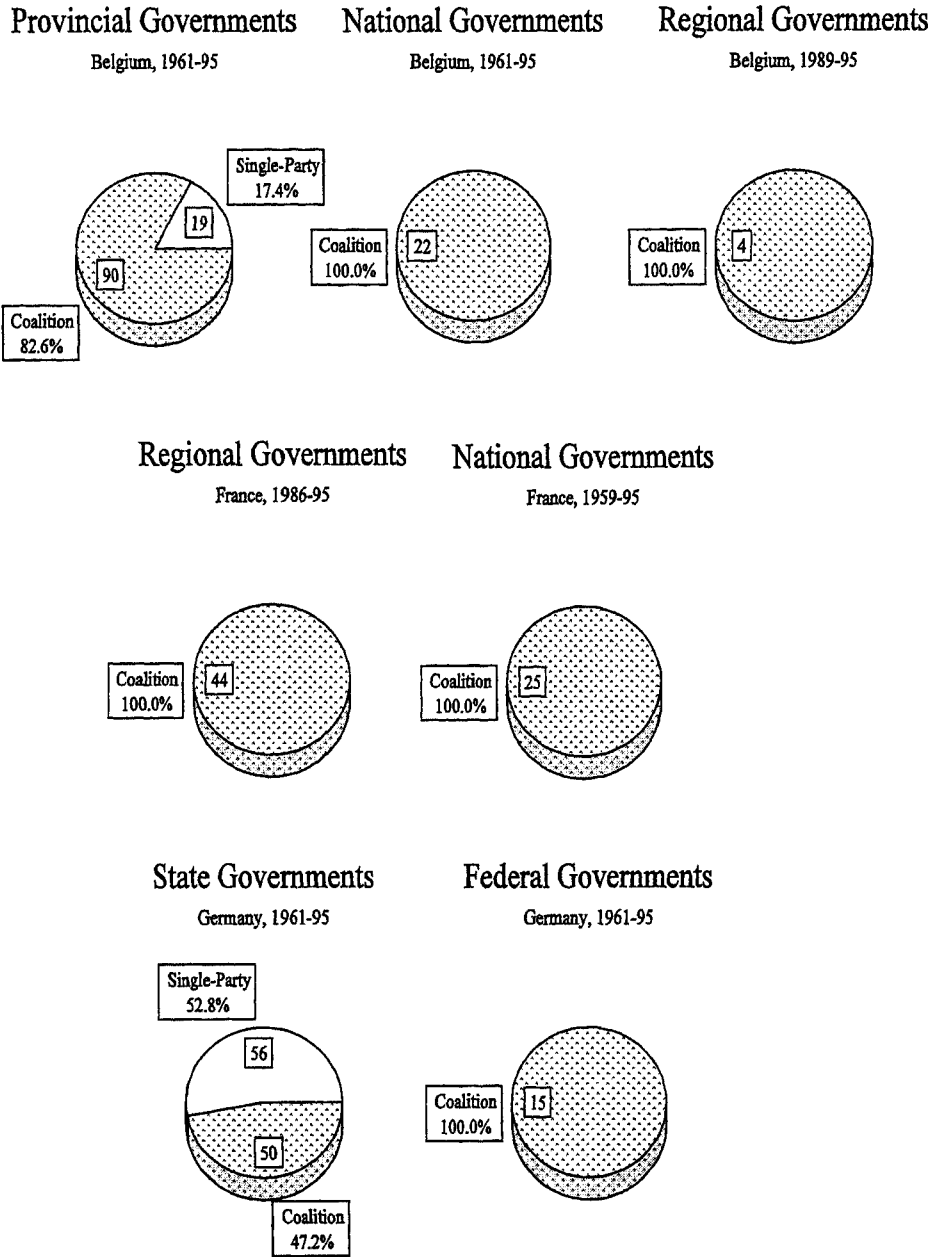 Provincial Governments
Belgium, 1961-95
Single-Party
17.4%
19
90
Coalition
82.6%
National Governments
Belgium, 1961-95
Coalition
100.0%
22
Regional Governments
Belgium, 1989-95
Coalition
100.0%
4
Regional Governments
France, 1986-95
Coalition
100.0%
44
National Governments
France, 1959-95
Coalition
100.0%
25
State Governments
Germany, 1961-95
Single-Party
52.8%
56
50
Coalition
47.2%
Federal Governments
Germany, 1961-95
Coalition
100.0%
15